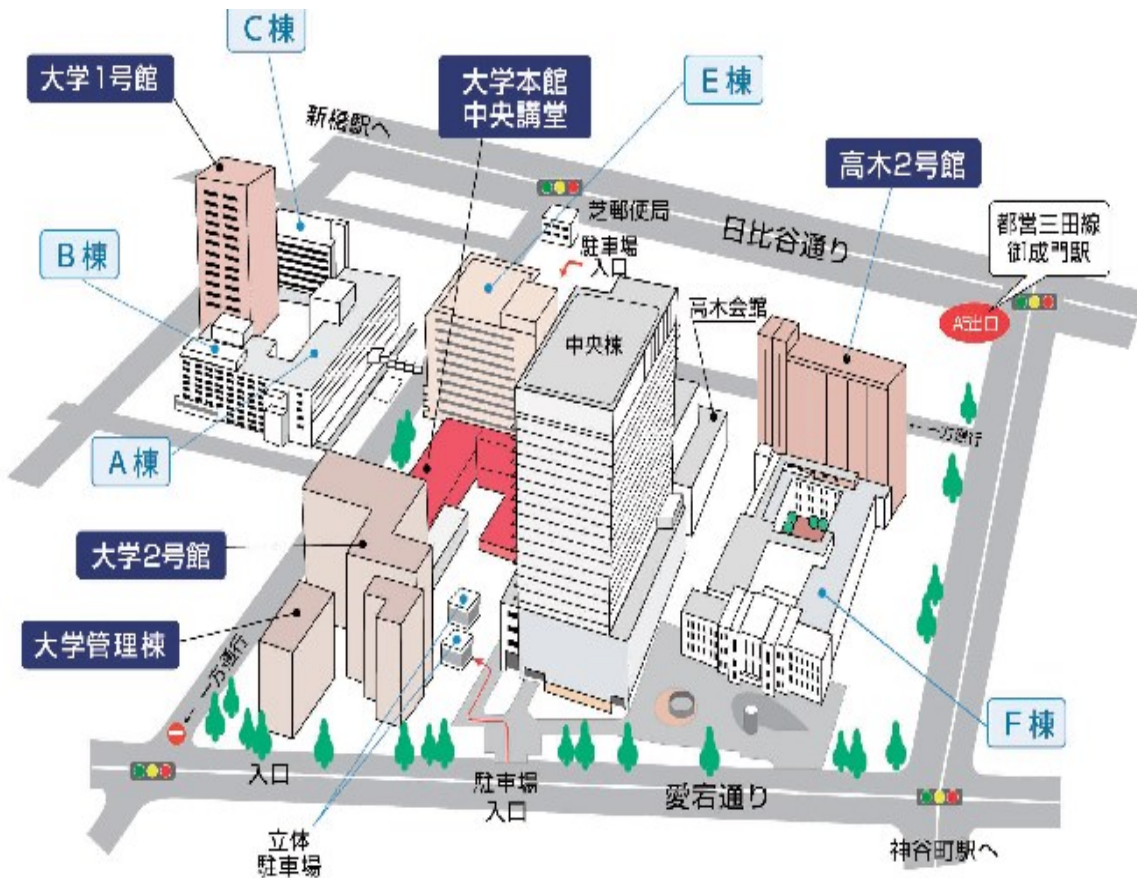 C棟
大学1号館
大学本館
中央講堂
E棟
新橋駅へ
高木2号館
芝郵便局
日比谷通り
都営三田線
御成門駅
B棟
駐車場
入口
高木会館
A5出口
中央棟
一方通行
A棟
大学2号館
大学管理棟
一方通行
F棟
入口
駐車場
入口
愛宕通り
立体
駐車場
神谷町駅へ